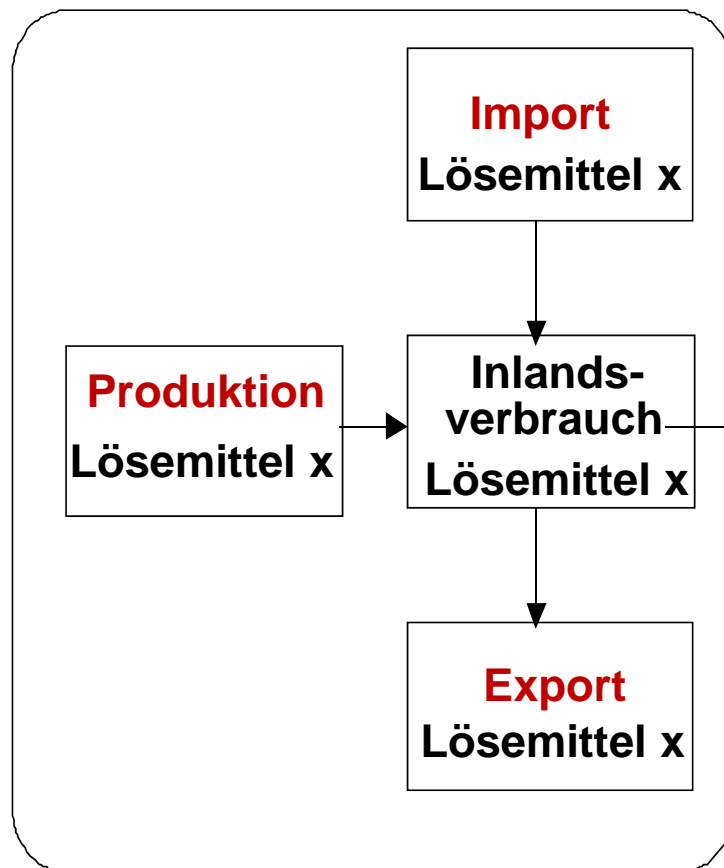 Import
Lösemittel x
Produktion
Lösemittel x
Inlands-
verbrauch
Lösemittel x
Export
Lösemittel x